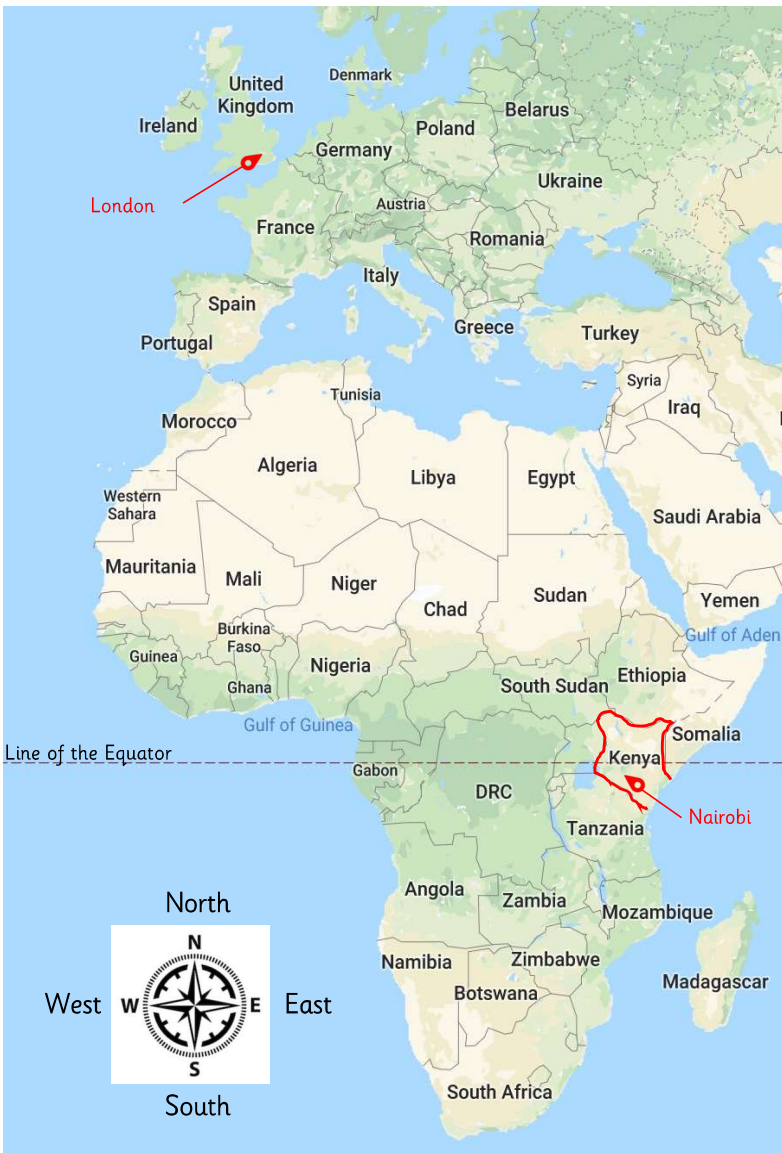 Denmark
United
Kingdom
Belarus
Ireland
Poland
Germany
Ukraine
London
Austria
France
Romania
Italy
Spain
Greece
Turkey
Portugal
Syria
Tunisia
Iraq
Morocco
Algeria
Libya
Egypt
Western
Sahara
Saudi Arabia
Mauritania
Mali
Niger
Sudan
Yemen
Chad
Gulf of Aden
Burkina
Faso
Guinea
Nigeria
Ethiopia
Ghana
South Sudan
Gulf of Guinea
Somalia
Line of the Equator
Kenya
Gabon
DRC
Nairobi
Tanzania
Angola
Zambia
North
Mozambique
Namibia
Zimbabwe
N
Madagascar
Botswana
West
W
E
East
S
South Africa
South